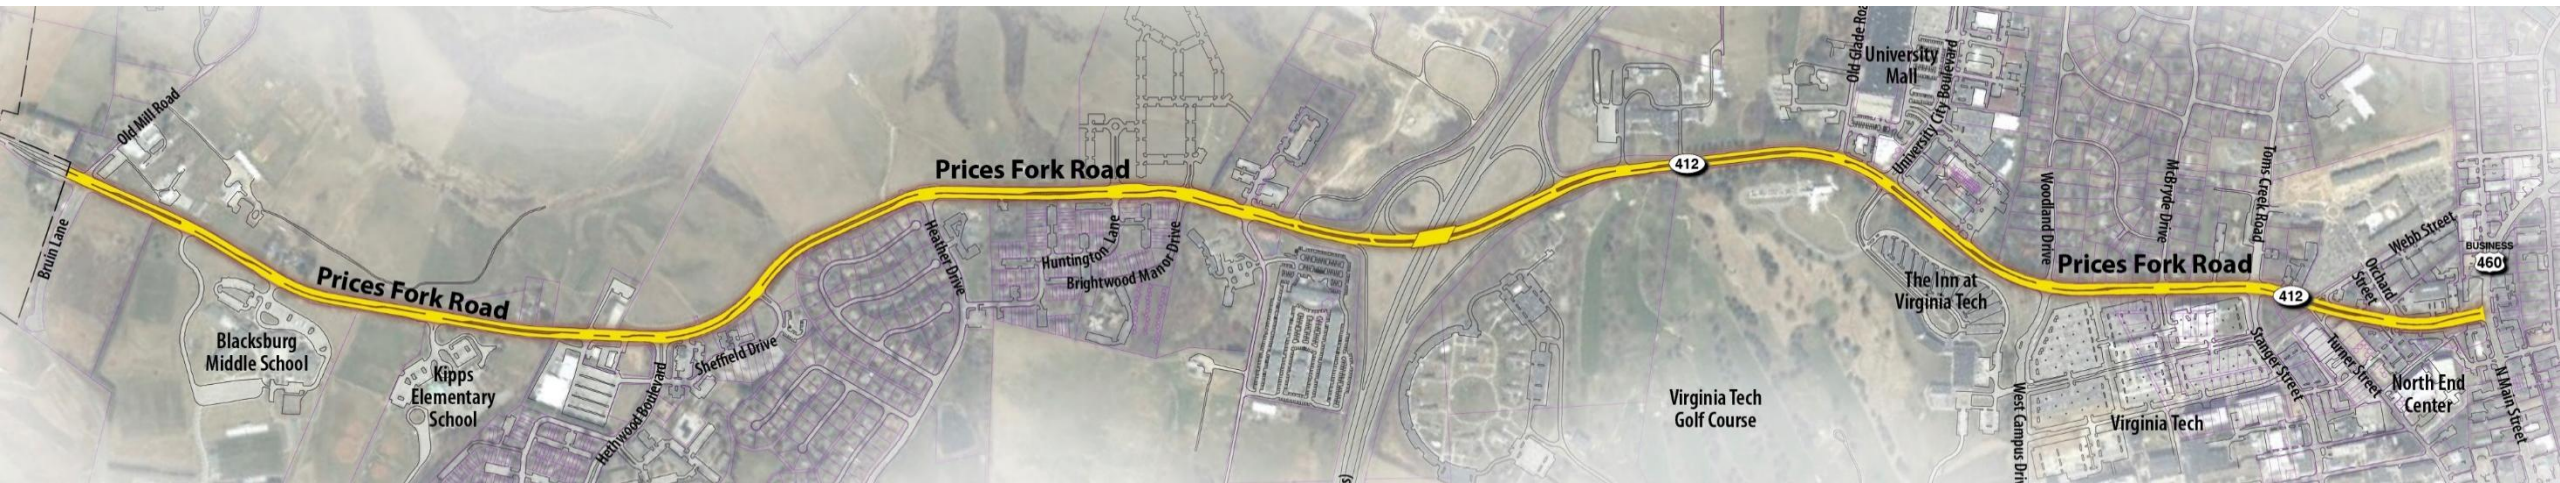 Old Mill Road
Bruin Lane
Prices Fork Road
Blacksburg
Middle School
Kipps
Elementary
School
Hethwood Boulevard
Sheffield Drive
Prices Fork Road
Heather Drive
Huntington Lane
Brightwood Manor Drive
412
Virginia Tech
Golf Course
Old Glade
University
Mall
University City Boulevard
The Inn at
Virginia Tech
Woodland Drive
McBryde Drive
Toms Creek Road
Prices Fork Road
412
West Campus
Virginia Tech
Stanger Street
Turner Street
Orchard
Street
Webb Street
BUSINESS
460
North End
Center
N Main Street